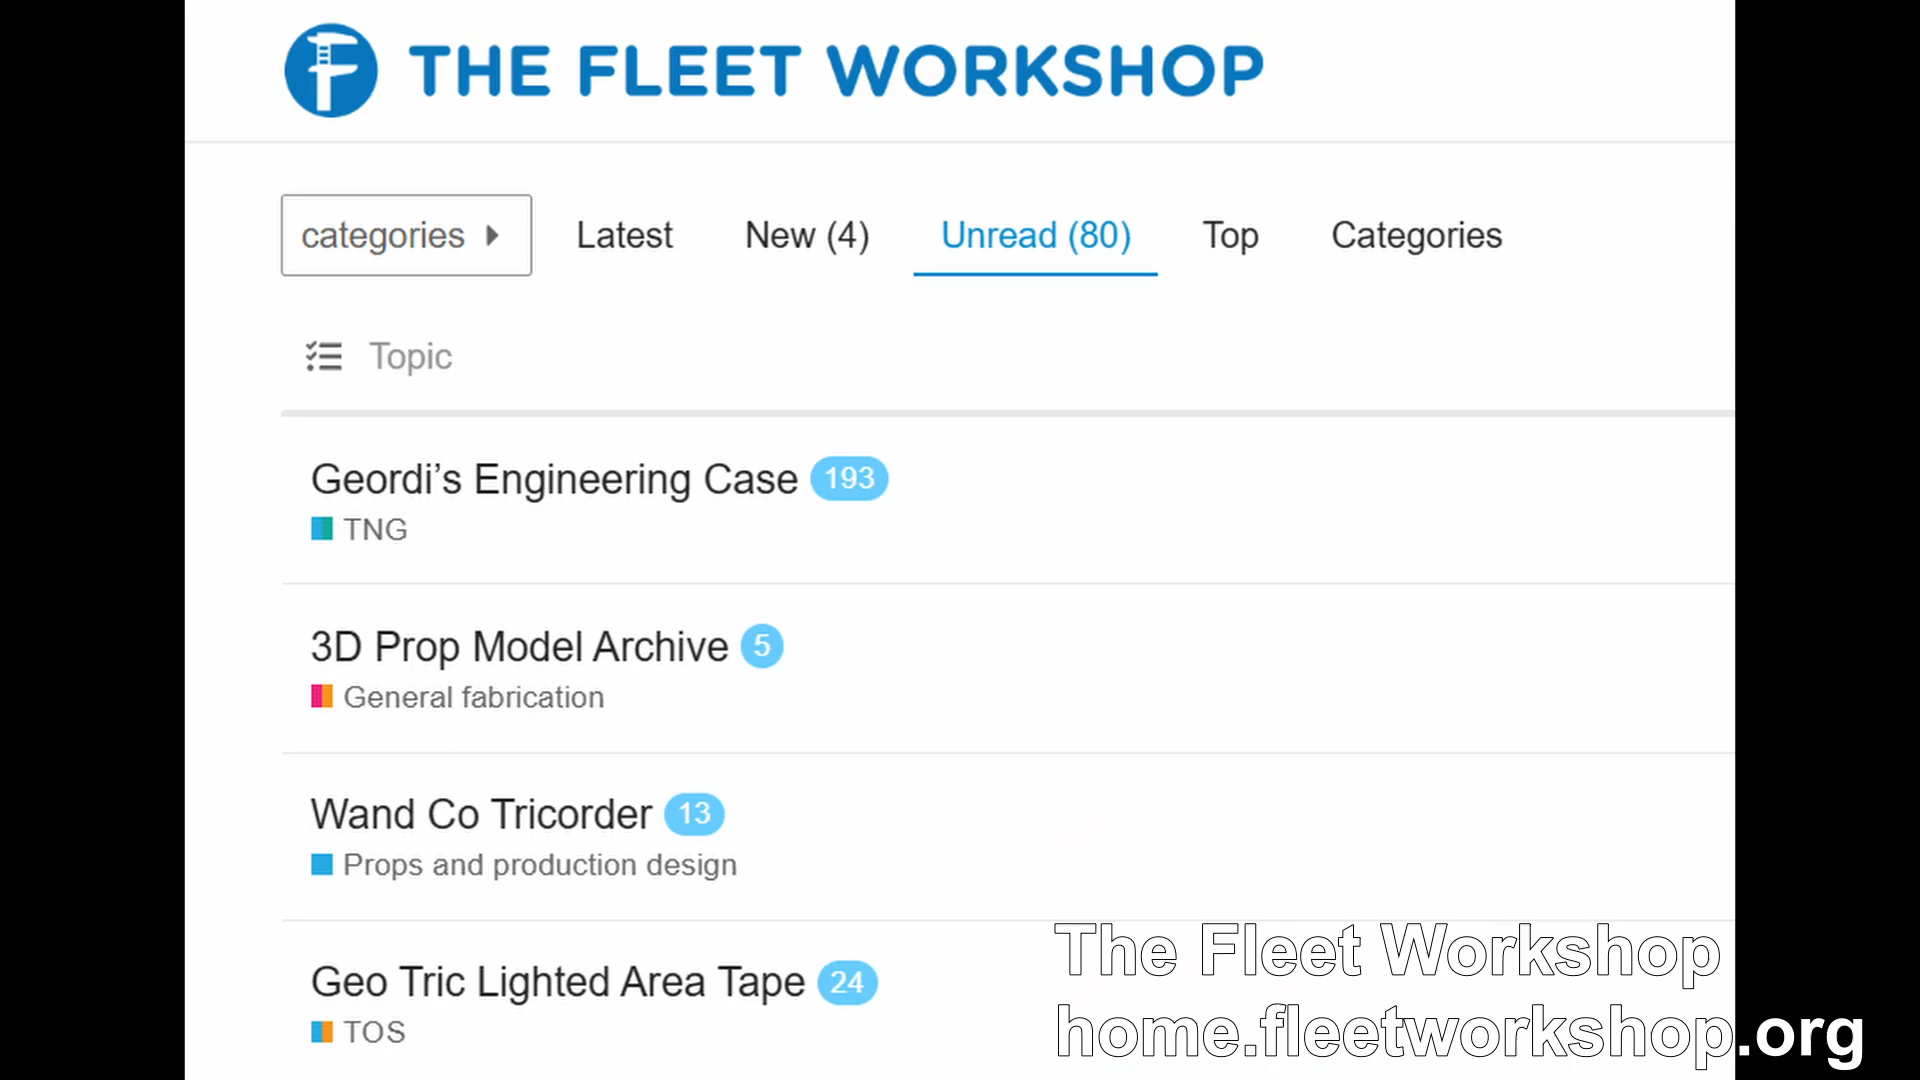 THE FLEET WORKSHOP
categories Latest New (4) Unread (80) Top Categories
Topic
Geordi’s Engineering Case 193
TNG
3D Prop Model Archive 5
General fabrication
Wand Co Tricorder 13
Props and production design
Geo Tric Lighted Area Tape 24
TOS
The Fleet Workshop
home.fleetworkshop.org